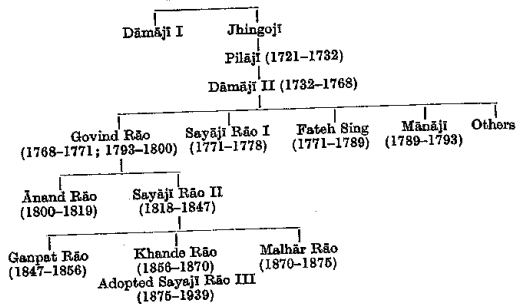 Dāmājī I Jhingojī
Pilājī (1721–1732)
Dāmājī II (1732–1768)
Govind Rāo Sayājī Rāo I Fateh Sing Mānājī Others
(1768–1771; 1793–1800) (1771–1778) (1771–1789) (1789–1793)
Ānand Rāo Sayājī Rāo II
(1800–1819) (1818–1847)
Ganpat Rāo Khande Rāo Malhār Rāo
(1847–1856) (1856–1870) (1870–1875)
Adopted Sayajī Rāo III
(1875–1939)